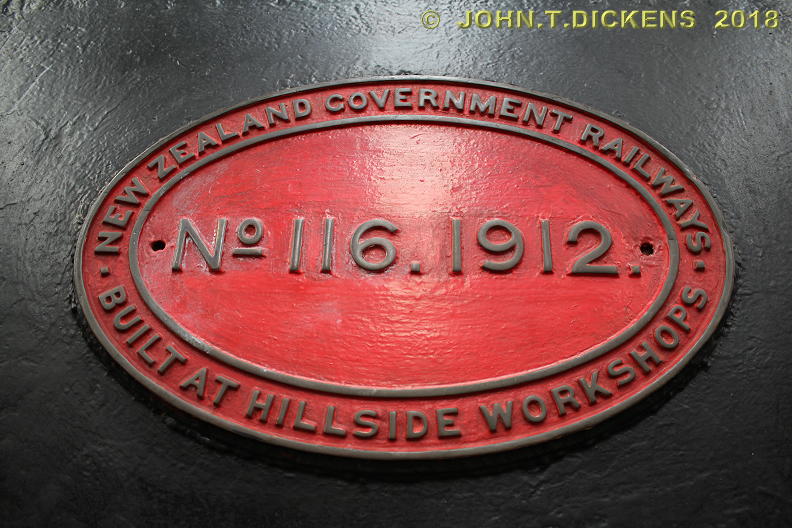 © JOHN.T.DICKENS 2018
· NEW ZEALAND GOVERNMENT RAILWAYS ·
No 116.1912.
BUILT AT HILLSIDE WORKSHOPS